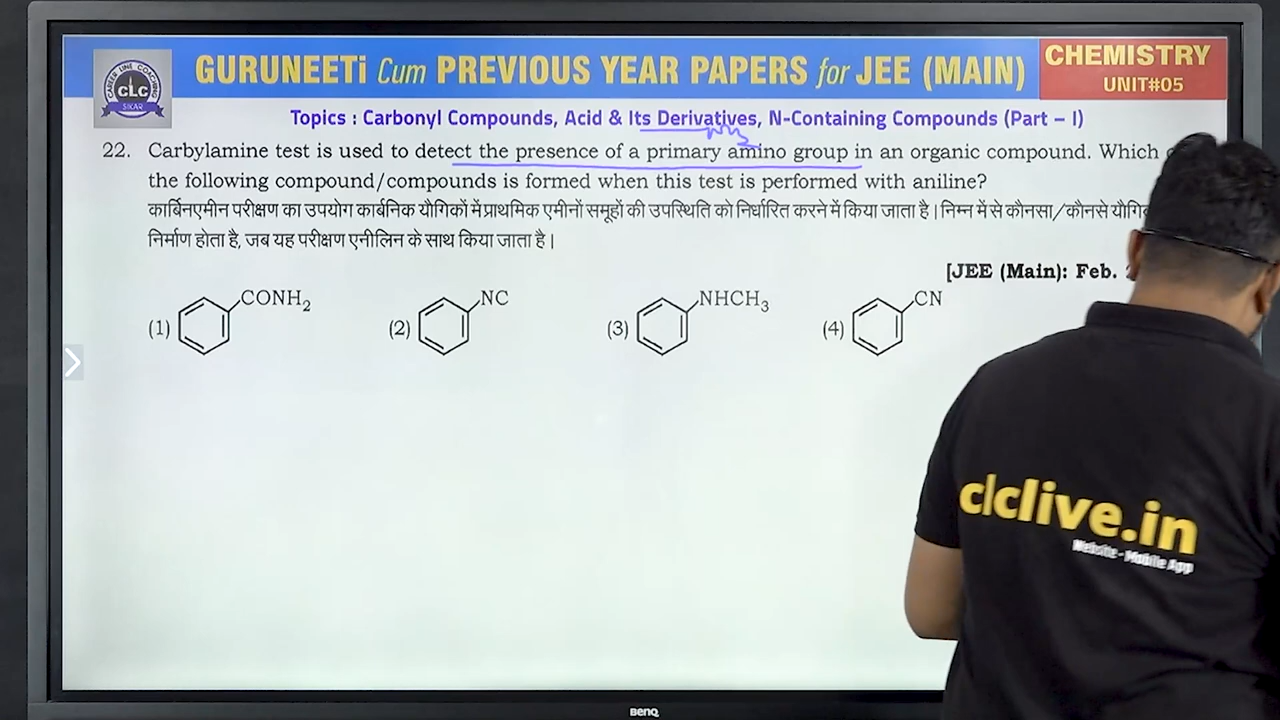 GURUNEETi Cum PREVIOUS YEAR PAPERS for JEE (MAIN)
CHEMISTRY
UNIT#05
CAREER LINE COACHING
CLC
SIKAR
Topics : Carbonyl Compounds, Acid & Its Derivatives, N-Containing Compounds (Part – I)
22. Carbylamine test is used to detect the presence of a primary amino group in an organic compound. Which
the following compound/compounds is formed when this test is performed with aniline?
कार्बिनएमीन परीक्षण का उपयोग कार्बनिक यौगिकों में प्राथमिक एमीनों समूहों की उपस्थिति को निर्धारित करने में किया जाता है। निम्न में से कौनसा/कौनसे
निर्माण होता है, जब यह परीक्षण एनीलिन के साथ किया जाता है।
[JEE (Main): Feb.
(1) CONH₂ (2) NC (3) NHCH₃ (4) CN
clclive.in
Website - Mobile App
BenQ